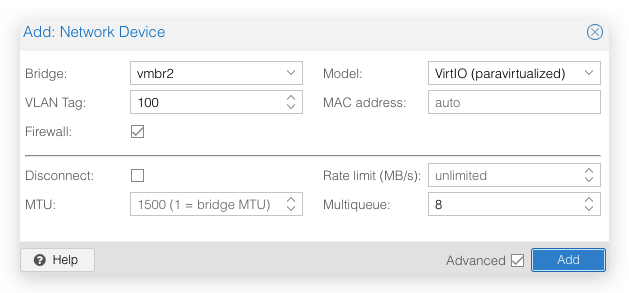 Add: Network Device
Bridge: vmbr2 Model: VirtIO (paravirtualized)
VLAN Tag: 100 MAC address: auto
Firewall:
Disconnect: Rate limit (MB/s): unlimited
MTU: 1500 (1 = bridge MTU) Multiqueue: 8
? Help Advanced Add